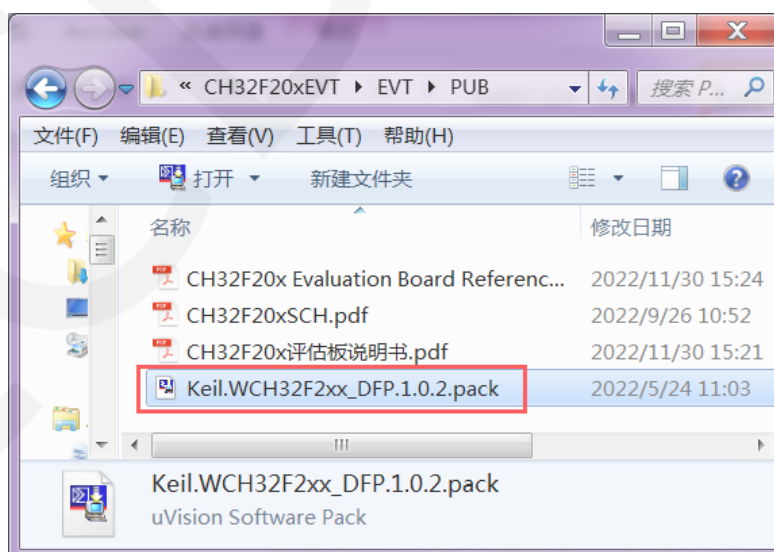 « CH32F20xEVT ▸ EVT ▸ PUB
搜索 P...
文件(F) 编辑(E) 查看(V) 工具(T) 帮助(H)
组织 打开 新建文件夹
名称 修改日期
CH32F20x Evaluation Board Referenc... 2022/11/30 15:24
CH32F20xSCH.pdf 2022/9/26 10:52
CH32F20x评估板说明书.pdf 2022/11/30 15:21
Keil.WCH32F2xx_DFP.1.0.2.pack 2022/5/24 11:03
Keil.WCH32F2xx_DFP.1.0.2.pack
uVision Software Pack